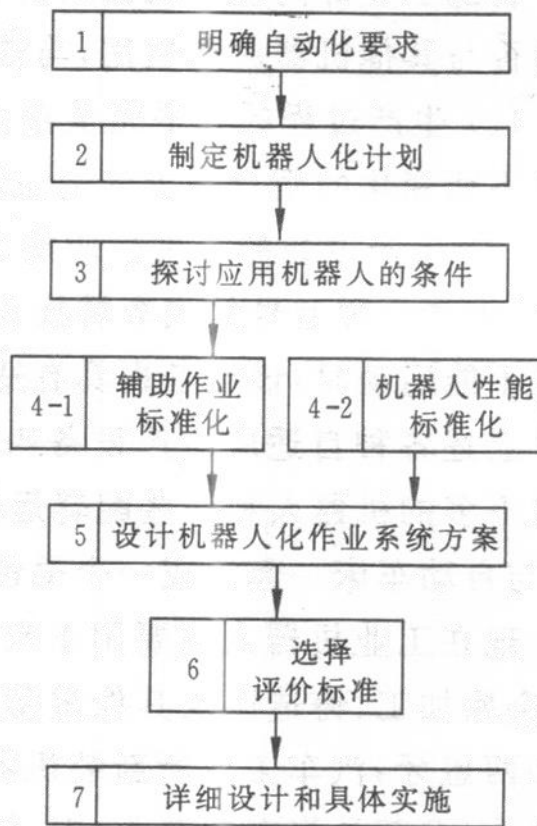 1 明确自动化要求
2 制定机器人化计划
3 探讨应用机器人的条件
4-1 辅助作业
标准化
4-2 机器人性能
标准化
5 设计机器人化作业系统方案
6 选择
评价标准
7 详细设计和具体实施